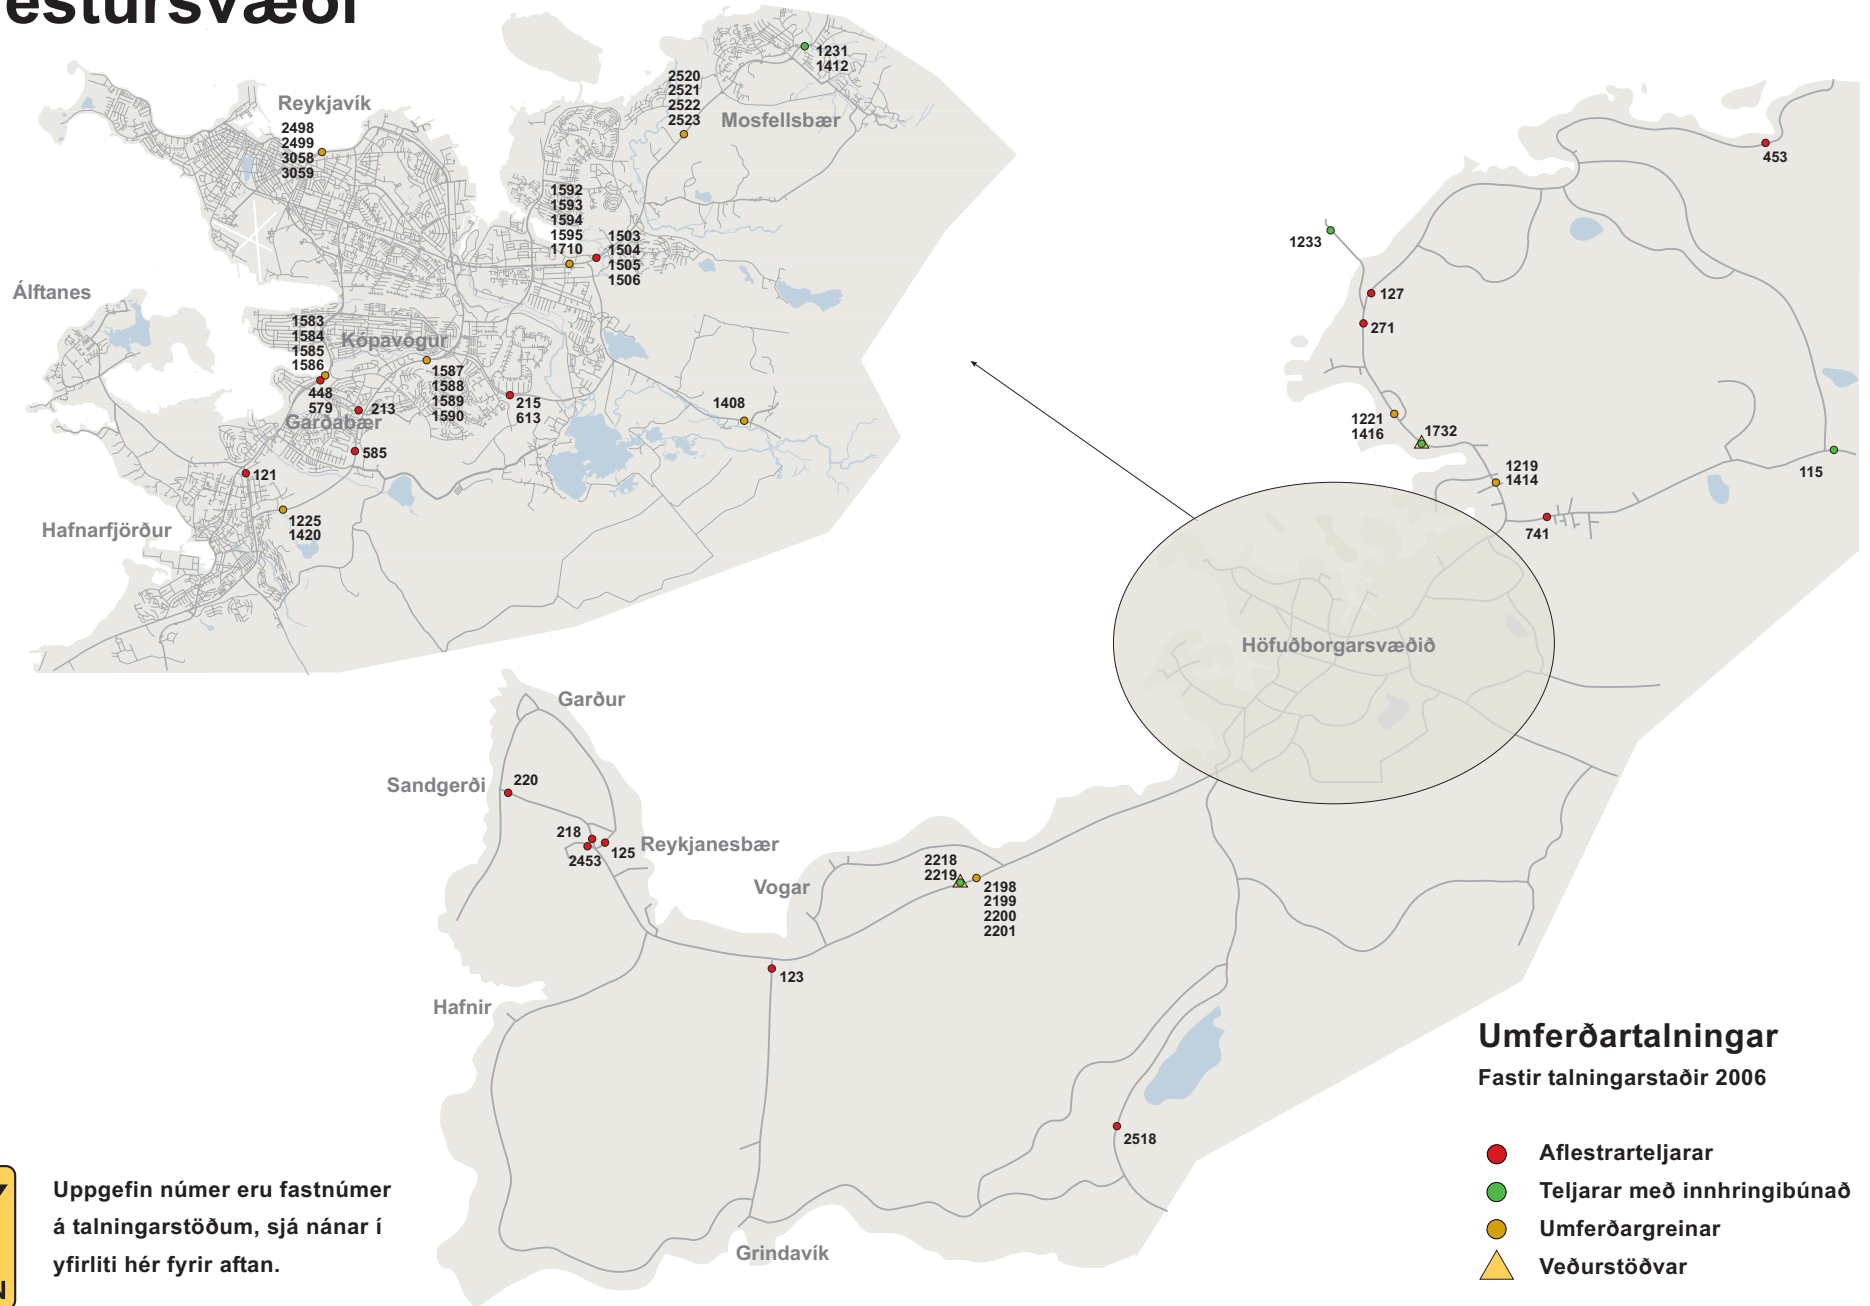 Reykjavík
2498
2499
3058
3059
2520
2521
2522
2523
1231
1412
Mosfellsbær
1592
1593
1594
1595
1710
1503
1504
1505
1506
Álftanes
1583
1584
1585
1586
Kópavogur
448
579
213
Garðabær
1587
1588
1589
1590
215
613
1408
585
121
Hafnarfjörður
1225
1420
453
1233
127
271
1221
1416
1732
1219
1414
115
741
Höfuðborgarsvæðið
Garður
Sandgerði
220
218
2453
125
Reykjanesbær
Vogar
2218
2219
2198
2199
2200
2201
123
Hafnir
2518
Grindavík
Umferðartalningar
Fastir talningarstaðir 2006
Aflestrarteljarar
Teljarar með innhringibúnað
Umferðargreinar
Veðurstöðvar
Uppgefin númer eru fastnúmer
á talningarstöðum, sjá nánar í
yfirliti hér fyrir aftan.